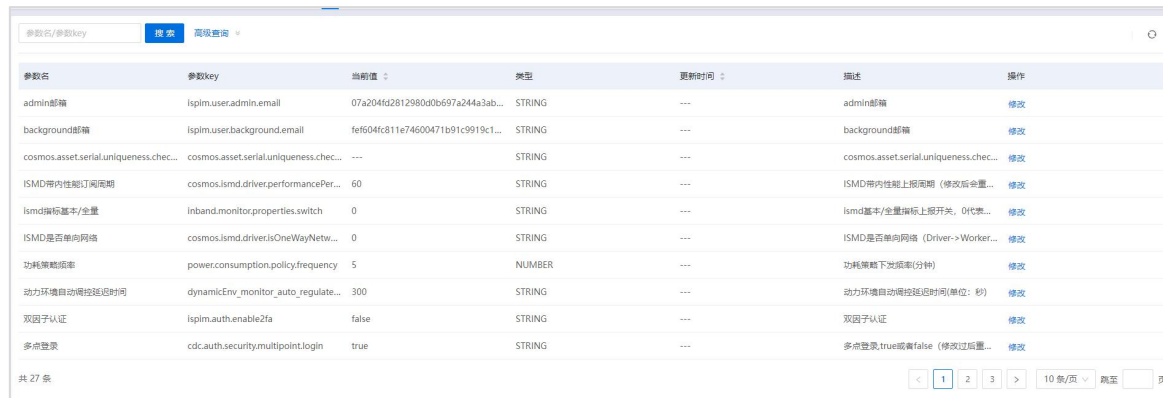 参数名/参数key 搜 索 高级查询
参数名 参数key 当前值 类型 更新时间 描述 操作
admin邮箱 ispim.user.admin.email 07a204fd2812980d0b697a244a3ab... STRING --- admin邮箱 修改
background邮箱 ispim.user.background.email fef604fc811e74600471b91c9919c1... STRING --- background邮箱 修改
cosmos.asset.serial.uniqueness.chec... cosmos.asset.serial.uniqueness.chec... --- STRING --- cosmos.asset.serial.uniqueness.chec... 修改
ISMD带内性能订阅周期 cosmos.ismd.driver.performancePer... 60 STRING --- ISMD带内性能上报周期（修改后会重... 修改
ismd指标基本/全量 inband.monitor.properties.switch 0 STRING --- ismd基本/全量指标上报开关，0代表... 修改
ISMD是否单向网络 cosmos.ismd.driver.isOneWayNetw... 0 STRING --- ISMD是否单向网络（Driver->Worker... 修改
功耗策略频率 power.consumption.policy.frequency 5 NUMBER --- 功耗策略下发频率(分钟) 修改
动力环境自动调控延迟时间 dynamicEnv_monitor_auto_regulate... 300 STRING --- 动力环境自动调控延迟时间(单位：秒) 修改
双因子认证 ispim.auth.enable2fa false STRING --- 双因子认证 修改
多点登录 cdc.auth.security.multipoint.login true STRING --- 多点登录,true或者false（修改过后重... 修改
共 27 条 < 1 2 3 > 10 条/页 跳至 页